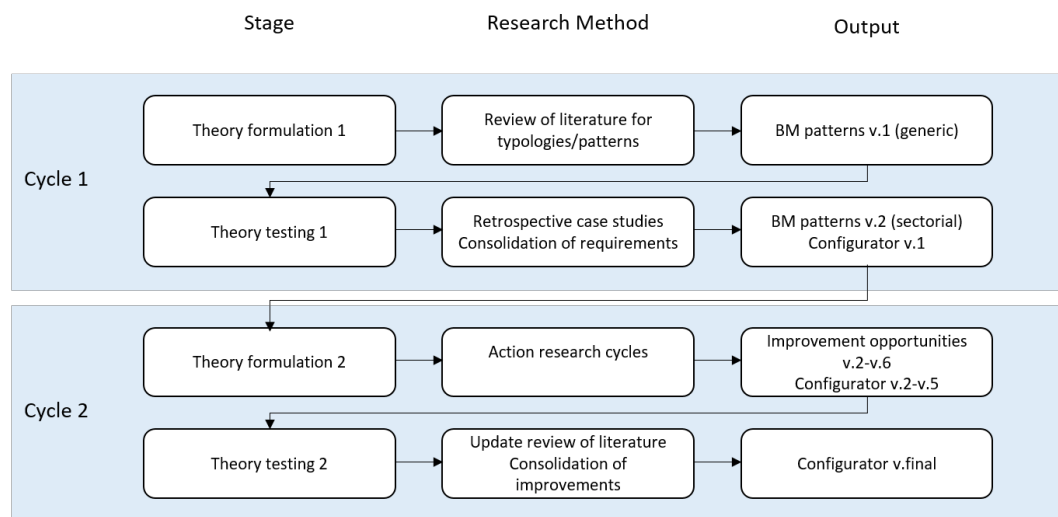 Stage
Research Method
Output
Cycle 1
Theory formulation 1
Review of literature for
typologies/patterns
BM patterns v.1 (generic)
Theory testing 1
Retrospective case studies
Consolidation of requirements
BM patterns v.2 (sectorial)
Configurator v.1
Cycle 2
Theory formulation 2
Action research cycles
Improvement opportunities
v.2-v.6
Configurator v.2-v.5
Theory testing 2
Update review of literature
Consolidation of
improvements
Configurator v.final